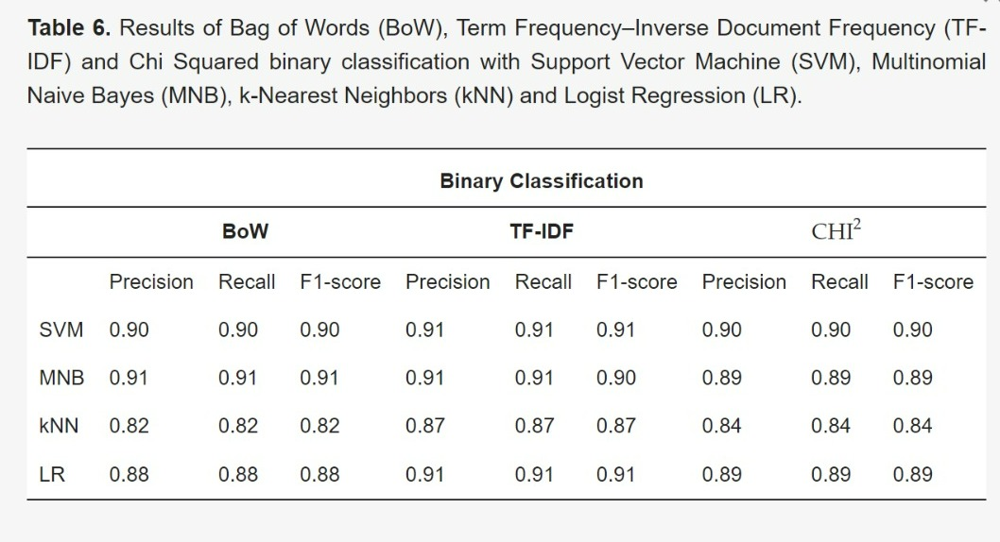 Table 6. Results of Bag of Words (BoW), Term Frequency–Inverse Document Frequency (TF-
IDF) and Chi Squared binary classification with Support Vector Machine (SVM), Multinomial
Naive Bayes (MNB), k-Nearest Neighbors (kNN) and Logist Regression (LR).
Binary Classification
BoW TF-IDF CHI²
Precision Recall F1-score Precision Recall F1-score Precision Recall F1-score
SVM 0.90 0.90 0.90 0.91 0.91 0.91 0.90 0.90 0.90
MNB 0.91 0.91 0.91 0.91 0.91 0.90 0.89 0.89 0.89
kNN 0.82 0.82 0.82 0.87 0.87 0.87 0.84 0.84 0.84
LR 0.88 0.88 0.88 0.91 0.91 0.91 0.89 0.89 0.89